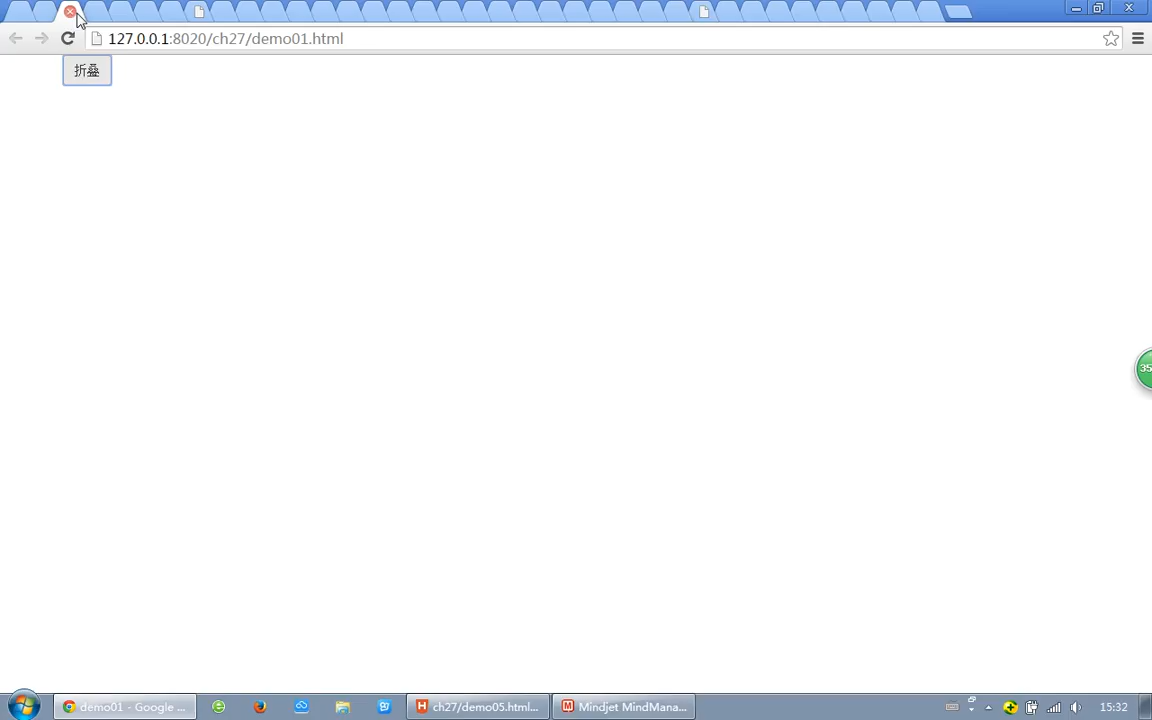 127.0.0.1:8020/ch27/demo01.html
折叠
35
demo01 - Google ...
ch27/demo05.html...
Mindjet MindMana...
15:32